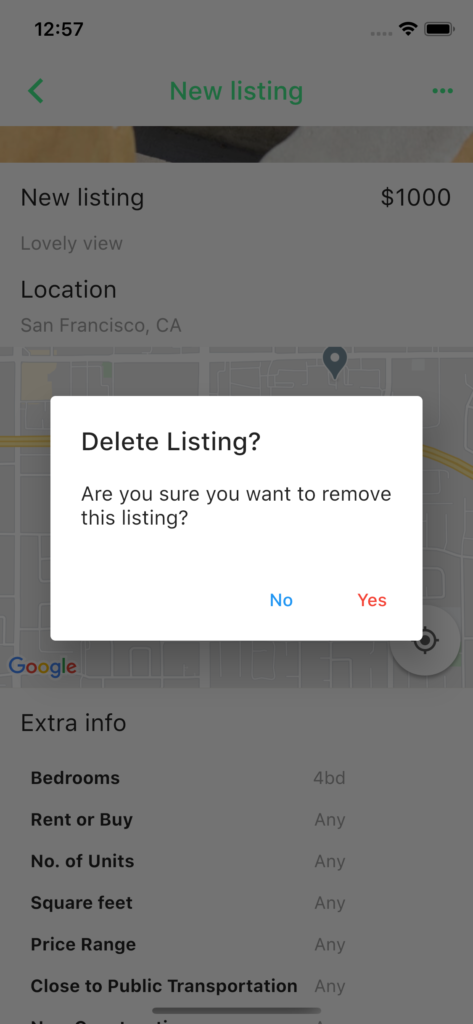 12:57
New listing
New listing $1000
Lovely view
Location
San Francisco, CA
Delete Listing?
Are you sure you want to remove
this listing?
No Yes
Google
Extra info
Bedrooms 4bd
Rent or Buy Any
No. of Units Any
Square feet Any
Price Range Any
Close to Public Transportation Any